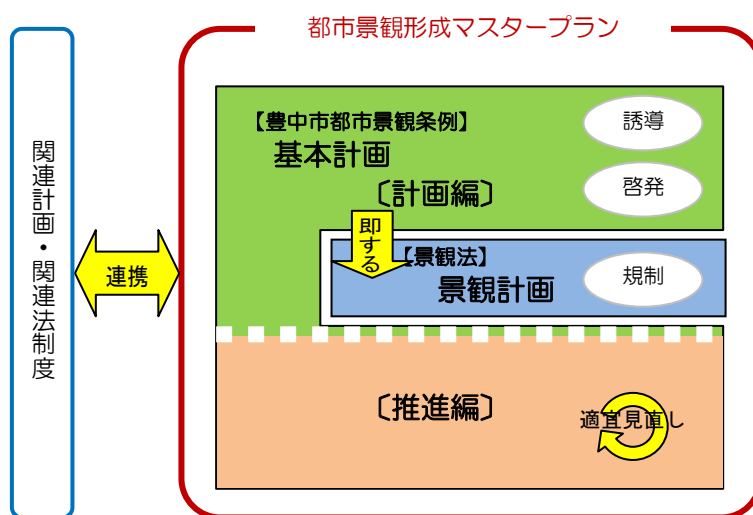 都市景観形成マスタープラン
関連計画・関連法制度
連携
【豊中市都市景観条例】
基本計画
〔計画編〕
誘導
啓発
即する
【景観法】
景観計画
規制
〔推進編〕
適宜見直し